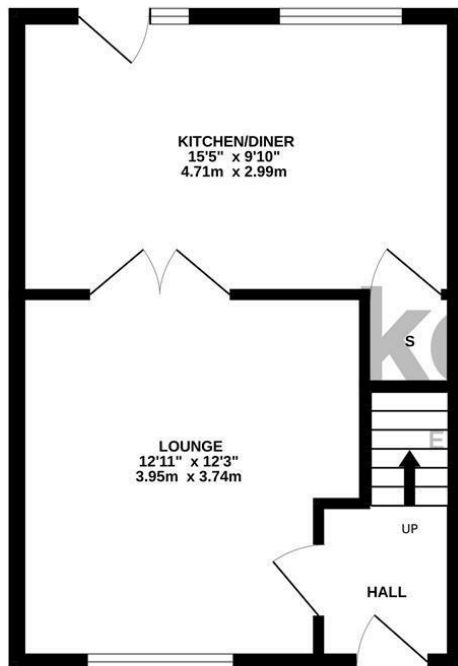 KITCHEN/DINER
15'5" x 9'10"
4.71m x 2.99m
S
LOUNGE
12'11" x 12'3"
3.95m x 3.74m
UP
HALL